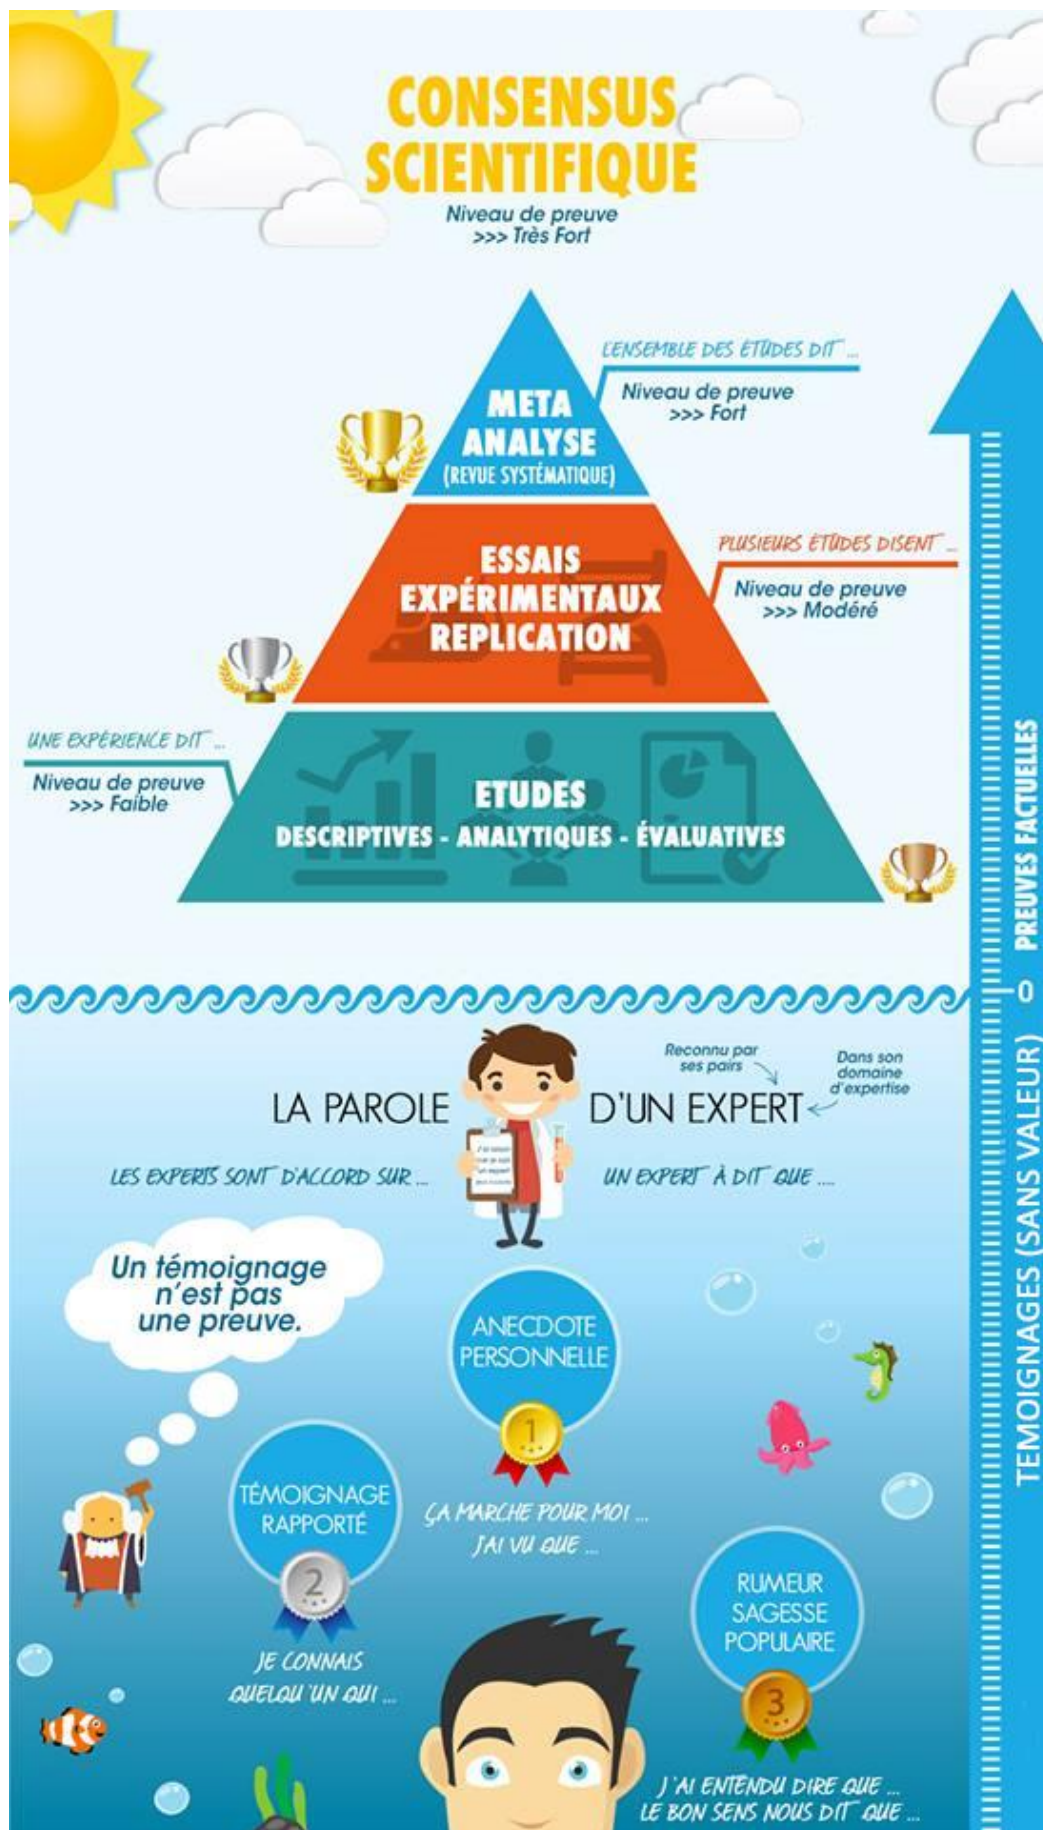 CONSENSUS
SCIENTIFIQUE
Niveau de preuve
>>> Très Fort
L'ENSEMBLE DES ÉTUDES DIT ...
Niveau de preuve
>>> Fort
META
ANALYSE
(REVUE SYSTÉMATIQUE)
PLUSIEURS ÉTUDES DISENT ...
Niveau de preuve
>>> Modéré
ESSAIS
EXPÉRIMENTAUX
REPLICATION
UNE EXPÉRIENCE DIT ...
Niveau de preuve
>>> Faible
ETUDES
DESCRIPTIVES - ANALYTIQUES - ÉVALUATIVES
PREUVES FACTUELLES
0
TEMOIGNAGES (SANS VALEUR)
Reconnu par
ses pairs
Dans son
domaine
d'expertise
LA PAROLE D'UN EXPERT
LES EXPERTS SONT D'ACCORD SUR ...
UN EXPERT À DIT QUE ....
Un témoignage
n'est pas
une preuve.
ANECDOTE
PERSONNELLE
1
ÇA MARCHE POUR MOI ...
J'AI VU QUE ...
TÉMOIGNAGE
RAPPORTÉ
2
JE CONNAIS
QUELQU'UN QUI ...
RUMEUR
SAGESSE
POPULAIRE
3
J'AI ENTENDU DIRE QUE ...
LE BON SENS NOUS DIT QUE ...